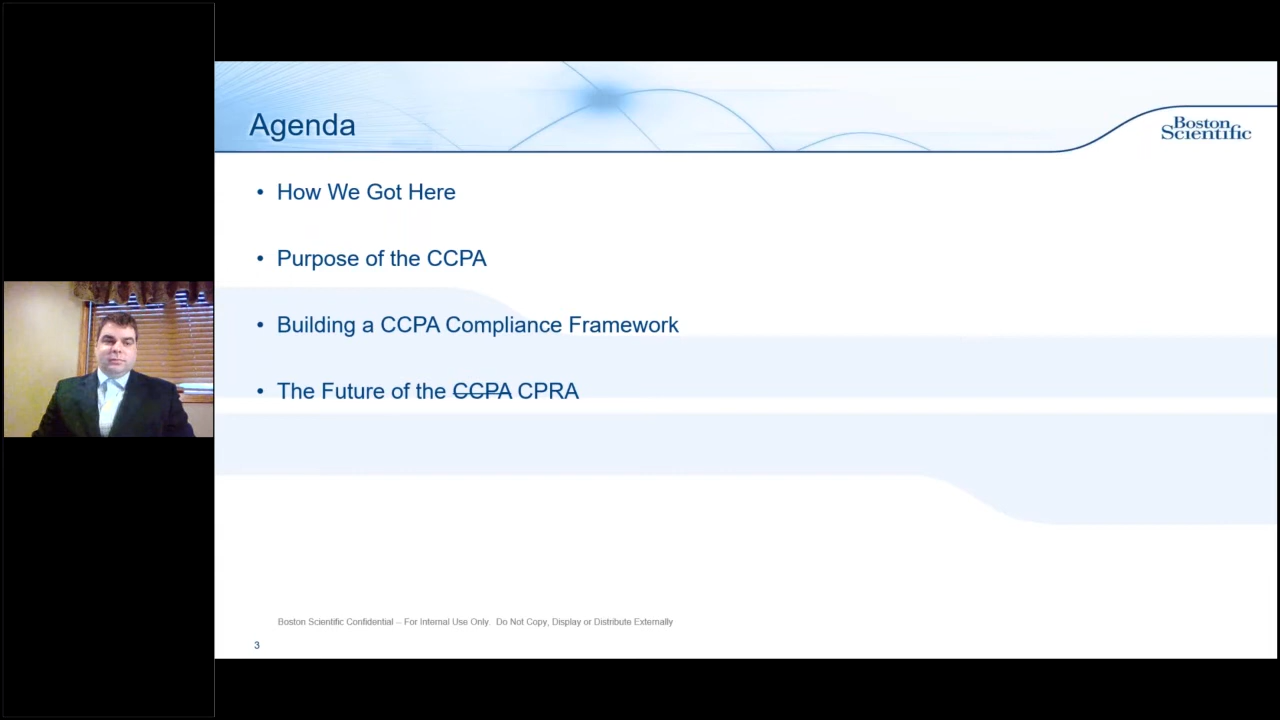 Agenda
Boston
Scientific
• How We Got Here
• Purpose of the CCPA
• Building a CCPA Compliance Framework
• The Future of the ~~CCPA~~ CPRA
Boston Scientific Confidential -- For Internal Use Only. Do Not Copy, Display or Distribute Externally
3